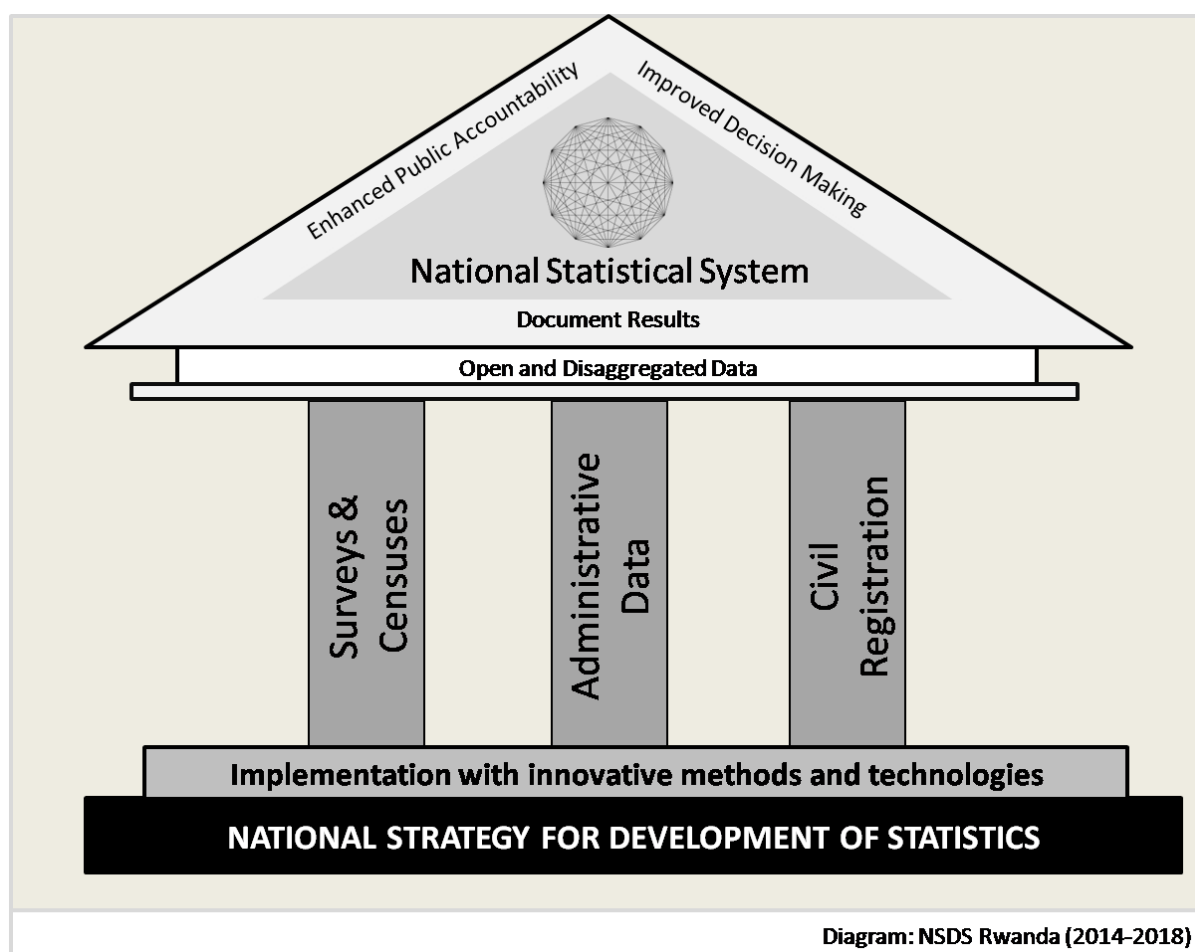 Enhanced Public Accountability
Improved Decision Making
National Statistical System
Document Results
Open and Disaggregated Data
Surveys &
Censuses
Administrative
Data
Civil
Registration
Implementation with innovative methods and technologies
NATIONAL STRATEGY FOR DEVELOPMENT OF STATISTICS
Diagram: NSDS Rwanda (2014-2018)